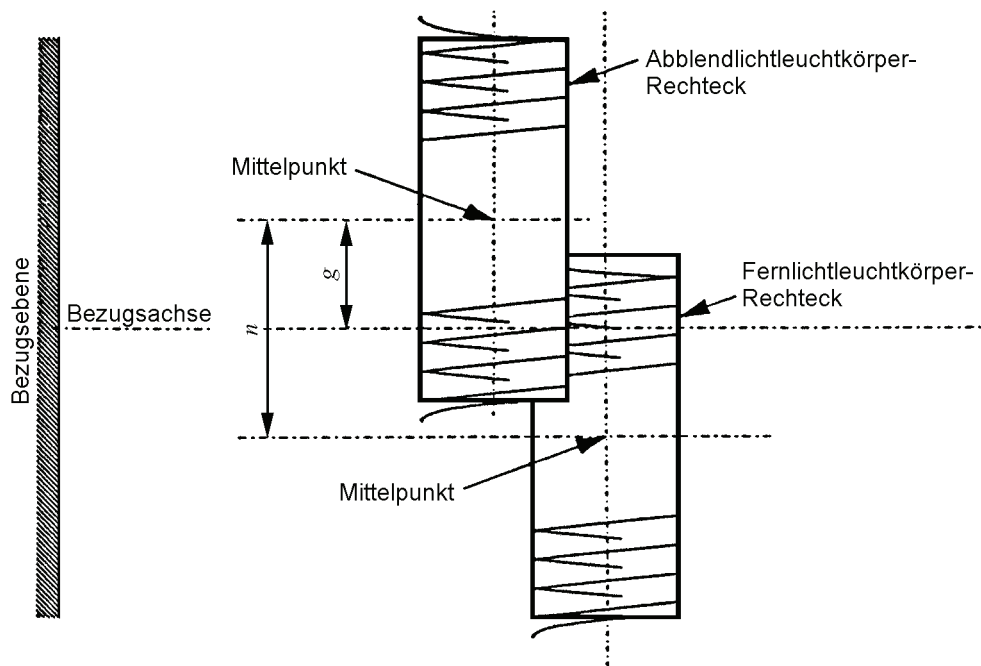 Abblendlichtleuchtkörper-
Rechteck
Mittelpunkt
g
Bezugsebene
Bezugsachse
n
Fernlichtleuchtkörper-
Rechteck
Mittelpunkt